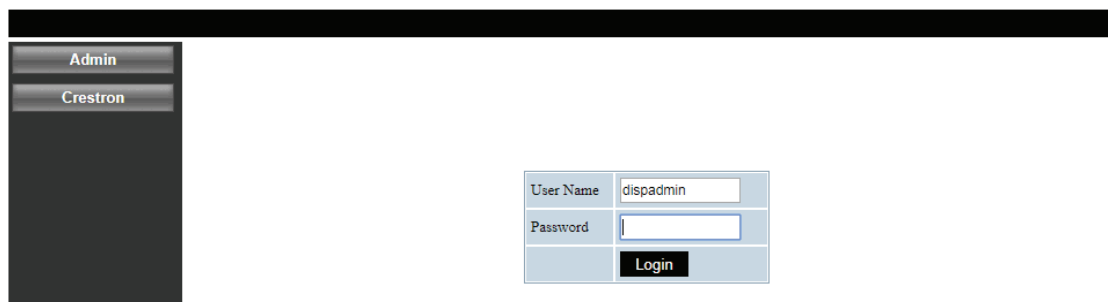 Admin
Crestron
User Name dispadmin
Password
Login